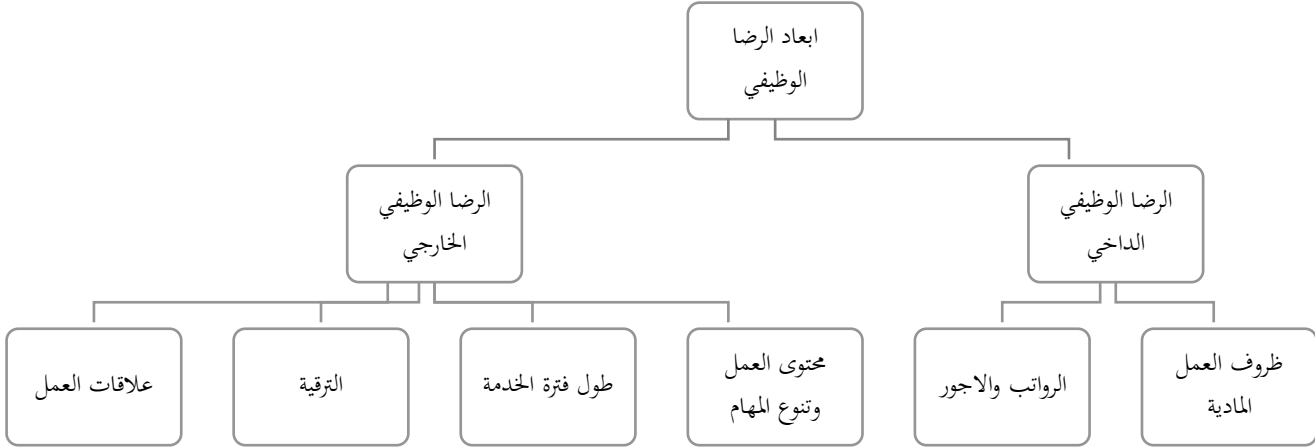 ابعاد الرضا
الوظيفي
الرضا الوظيفي
الداخي
الرضا الوظيفي
الخارجي
ظروف العمل
المادية
الرواتب والاجور
محتوى العمل
وتنوع المهام
طول فترة الخدمة
الترقية
علاقات العمل